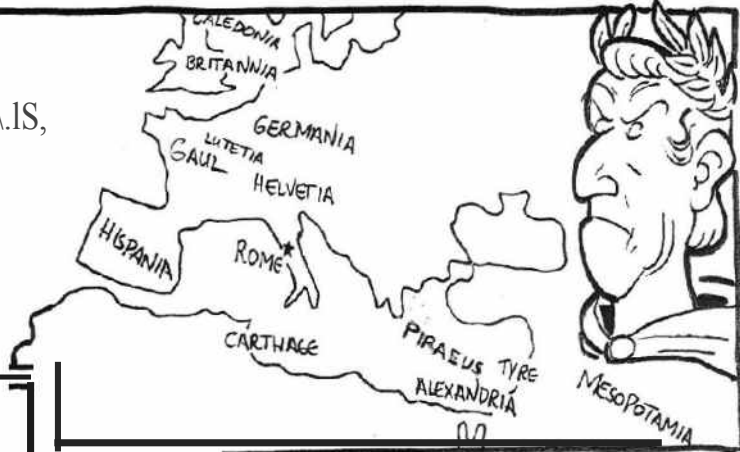 CALEDONIA
BRITANNIA
GERMANIA
LUTETIA
GAUL
HELVETIA
HISPANIA
ROME
CARTHAGE
PIRAEUS
TYRE
ALEXANDRIA
MESOPOTAMIA